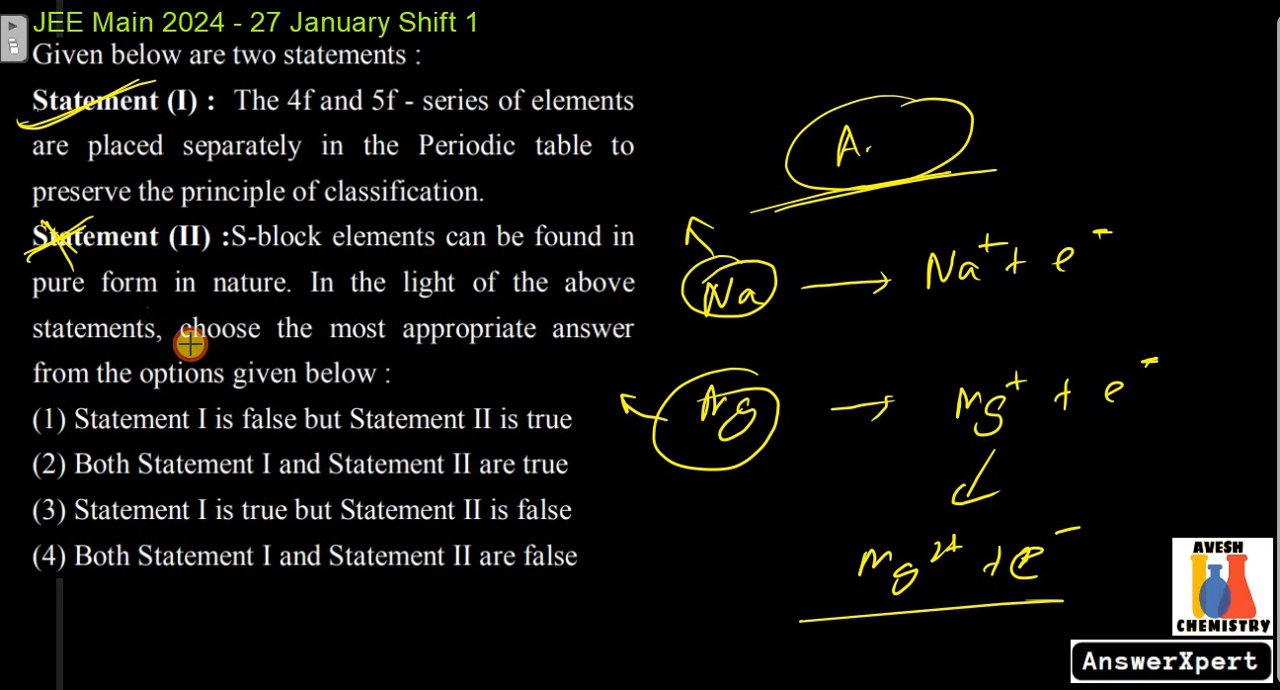 JEE Main 2024 - 27 January Shift 1
Given below are two statements :
Statement (I) : The 4f and 5f - series of elements
are placed separately in the Periodic table to
preserve the principle of classification.
Statement (II) :S-block elements can be found in
pure form in nature. In the light of the above
statements, choose the most appropriate answer
from the options given below :
(1) Statement I is false but Statement II is true
(2) Both Statement I and Statement II are true
(3) Statement I is true but Statement II is false
(4) Both Statement I and Statement II are false
A.
Na → Na⁺ + e⁻
Mg → Mg⁺ + e⁻
Mg²⁺ + e⁻
AVESH
CHEMISTRY
AnswerXpert